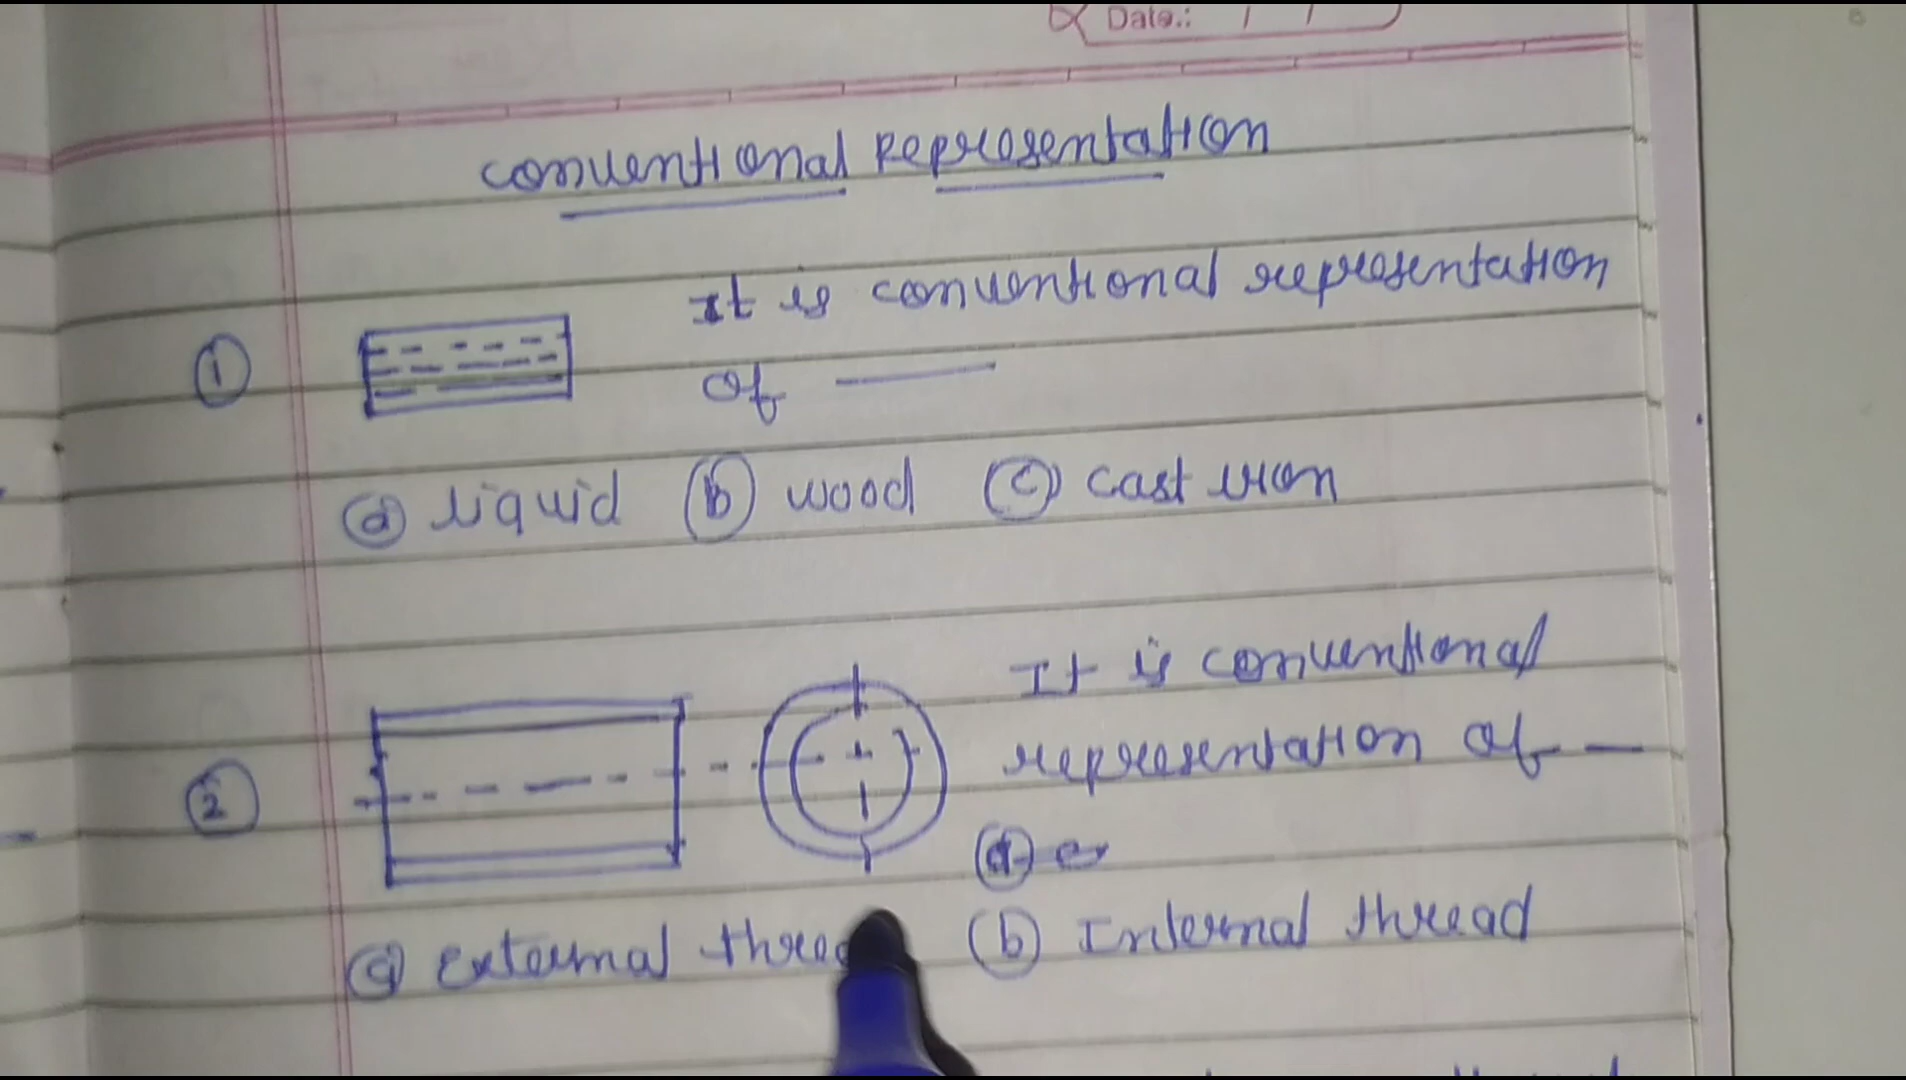 Date.:
conventional representation
① It is conventional representation
of ———
ⓐ liquid ⓑ wood ⓒ cast iron
② It is conventional
representation of —
ⓐ ex
ⓐ External ⓑ Internal thread